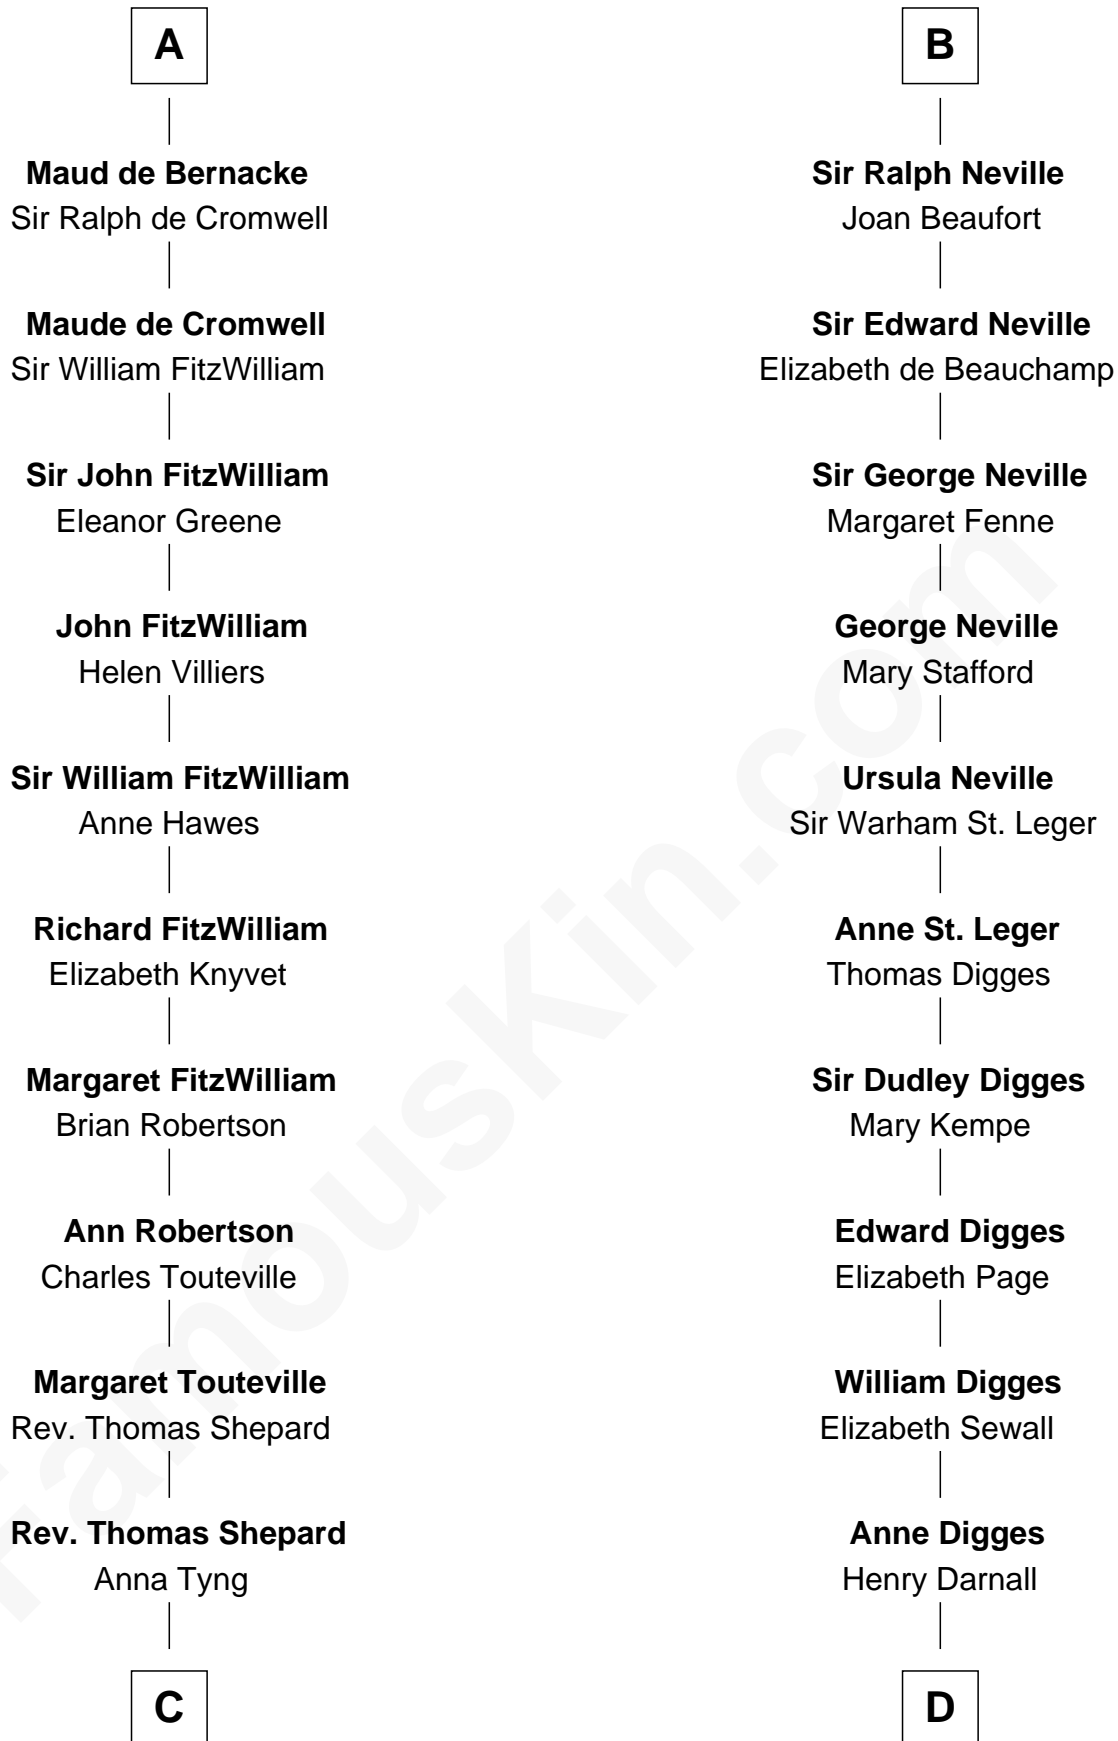 A
Maud de Bernacke
Sir Ralph de Cromwell
Maude de Cromwell
Sir William FitzWilliam
Sir John FitzWilliam
Eleanor Greene
John FitzWilliam
Helen Villiers
Sir William FitzWilliam
Anne Hawes
Richard FitzWilliam
Elizabeth Knyvet
Margaret FitzWilliam
Brian Robertson
Ann Robertson
Charles Touteville
Margaret Touteville
Rev. Thomas Shepard
Rev. Thomas Shepard
Anna Tyng
C
B
Sir Ralph Neville
Joan Beaufort
Sir Edward Neville
Elizabeth de Beauchamp
Sir George Neville
Margaret Fenne
George Neville
Mary Stafford
Ursula Neville
Sir Warham St. Leger
Anne St. Leger
Thomas Digges
Sir Dudley Digges
Mary Kempe
Edward Digges
Elizabeth Page
William Digges
Elizabeth Sewall
Anne Digges
Henry Darnall
D
FamousKin.com